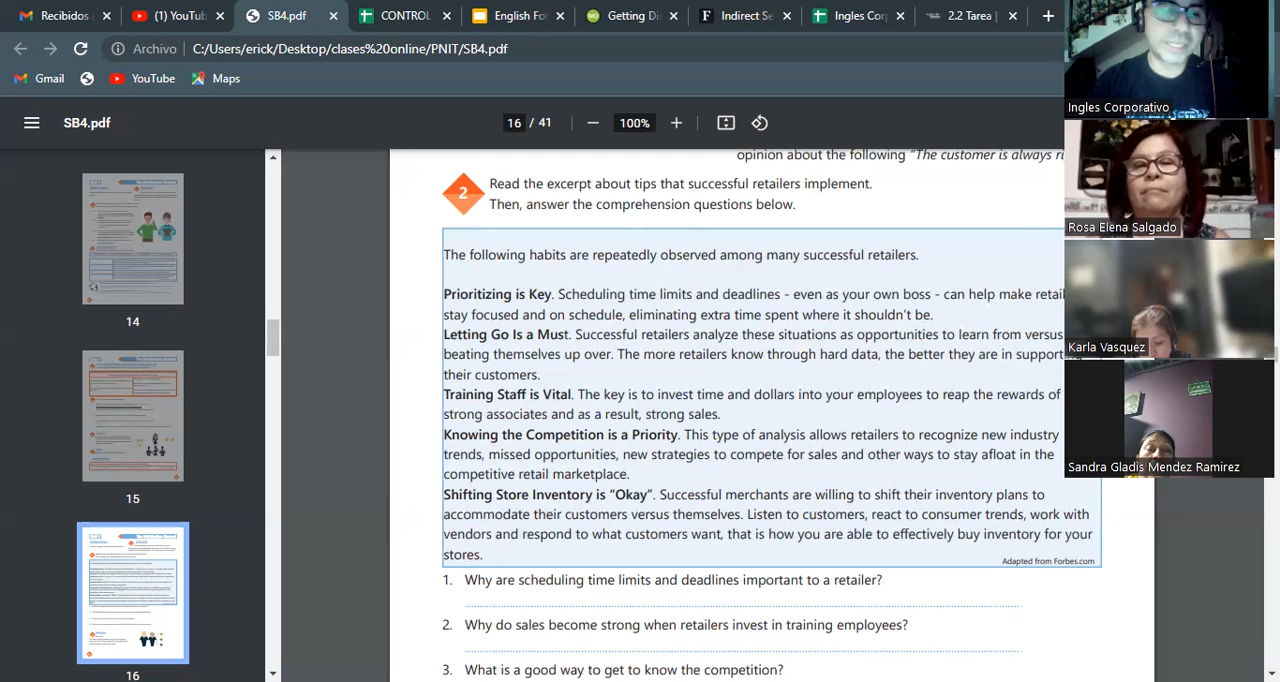 Recibidos
(1) YouTu
SB4.pdf
CONTROL
English Fo
Getting Di
Indirect Se
Ingles Cor
2.2 Tarea
Archivo C:/Users/erick/Desktop/clases%20online/PNIT/SB4.pdf
Gmail YouTube Maps
SB4.pdf 16 / 41 100%
14
15
16
opinion about the following "The customer is always ri
2 Read the excerpt about tips that successful retailers implement.
Then, answer the comprehension questions below.
The following habits are repeatedly observed among many successful retailers.
Prioritizing is Key. Scheduling time limits and deadlines - even as your own boss - can help make retail
stay focused and on schedule, eliminating extra time spent where it shouldn't be.
Letting Go Is a Must. Successful retailers analyze these situations as opportunities to learn from versus
beating themselves up over. The more retailers know through hard data, the better they are in support
their customers.
Training Staff is Vital. The key is to invest time and dollars into your employees to reap the rewards of
strong associates and as a result, strong sales.
Knowing the Competition is a Priority. This type of analysis allows retailers to recognize new industry
trends, missed opportunities, new strategies to compete for sales and other ways to stay afloat in the
competitive retail marketplace.
Shifting Store Inventory is “Okay”. Successful merchants are willing to shift their inventory plans to
accommodate their customers versus themselves. Listen to customers, react to consumer trends, work with
vendors and respond to what customers want, that is how you are able to effectively buy inventory for your
stores.
Adapted from Forbes.com
1. Why are scheduling time limits and deadlines important to a retailer?
2. Why do sales become strong when retailers invest in training employees?
3. What is a good way to get to know the competition?
Ingles Corporativo
Rosa Elena Salgado
Karla Vasquez
Sandra Gladis Mendez Ramirez